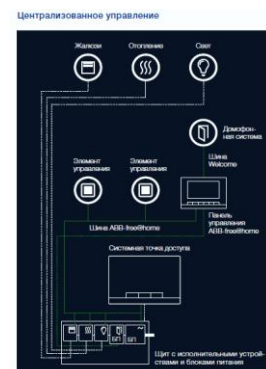 Централизованное управление
Жалюзи
Отопление
Свет
Домофон-
ная система
Шина
Welcome
Элемент
управления
Элемент
управления
Панель
управления
ABB-free@home
Шина ABB-free@home
Системная точка доступа
БП
БП
Щит с исполнительными устрой-
ствами и блоками питания